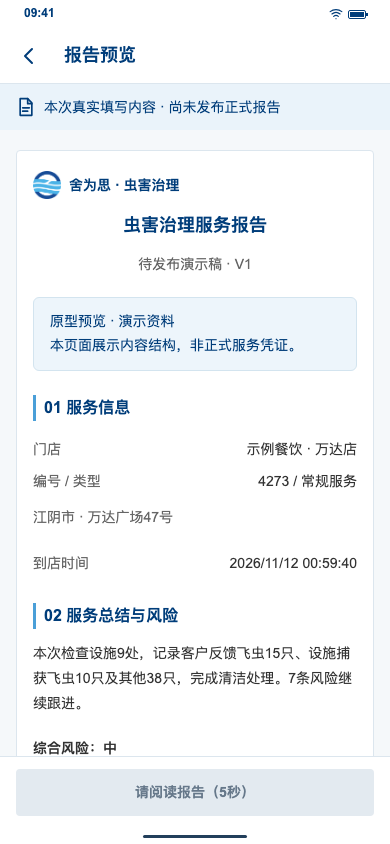 09:41
报告预览
本次真实填写内容 · 尚未发布正式报告
舍为思 · 虫害治理
虫害治理服务报告
待发布演示稿 · V1
原型预览 · 演示资料
本页面展示内容结构，非正式服务凭证。
01 服务信息
门店 示例餐饮 · 万达店
编号 / 类型 4273 / 常规服务
江阴市 · 万达广场47号
到店时间 2026/11/12 00:59:40
02 服务总结与风险
本次检查设施9处，记录客户反馈飞虫15只、设施捕
获飞虫10只及其他38只，完成清洁处理。7条风险继
续跟进。
综合风险：中
请阅读报告（5秒）